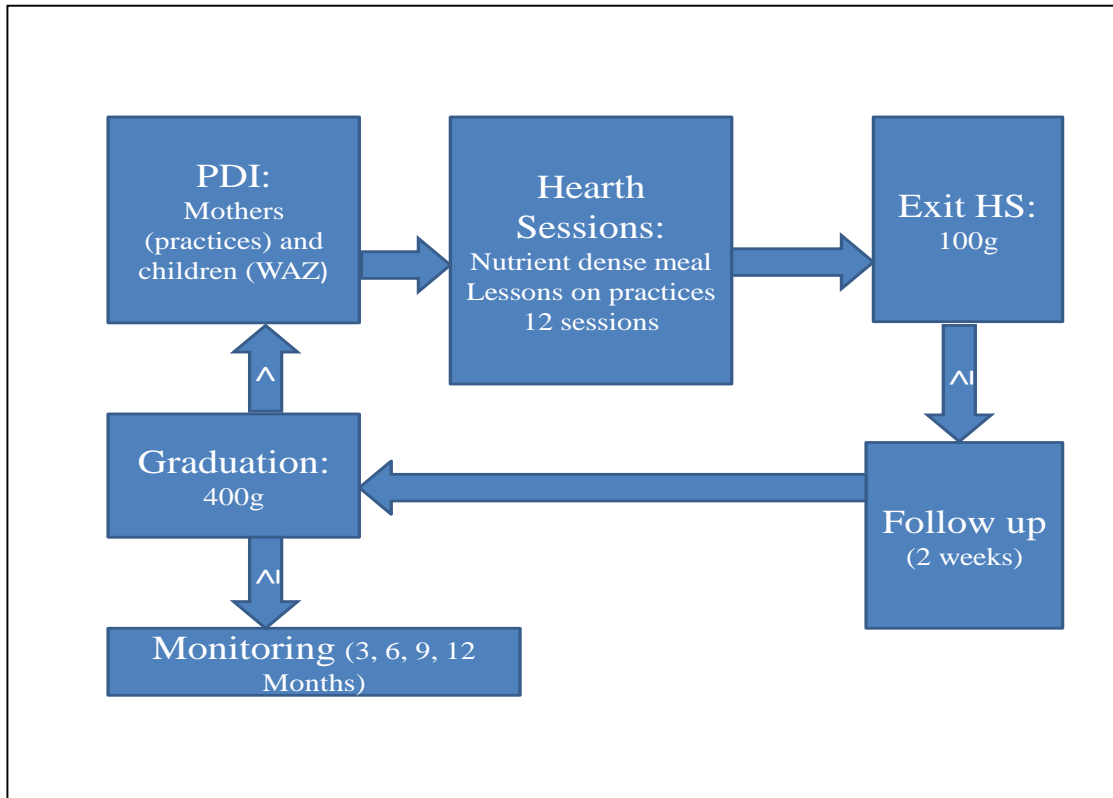 PDI:
Mothers
(practices) and
children (WAZ)
Hearth
Sessions:
Nutrient dense meal
Lessons on practices
12 sessions
Exit HS:
100g
≥
Follow up
(2 weeks)
Graduation:
400g
<
≥
Monitoring (3, 6, 9, 12
Months)